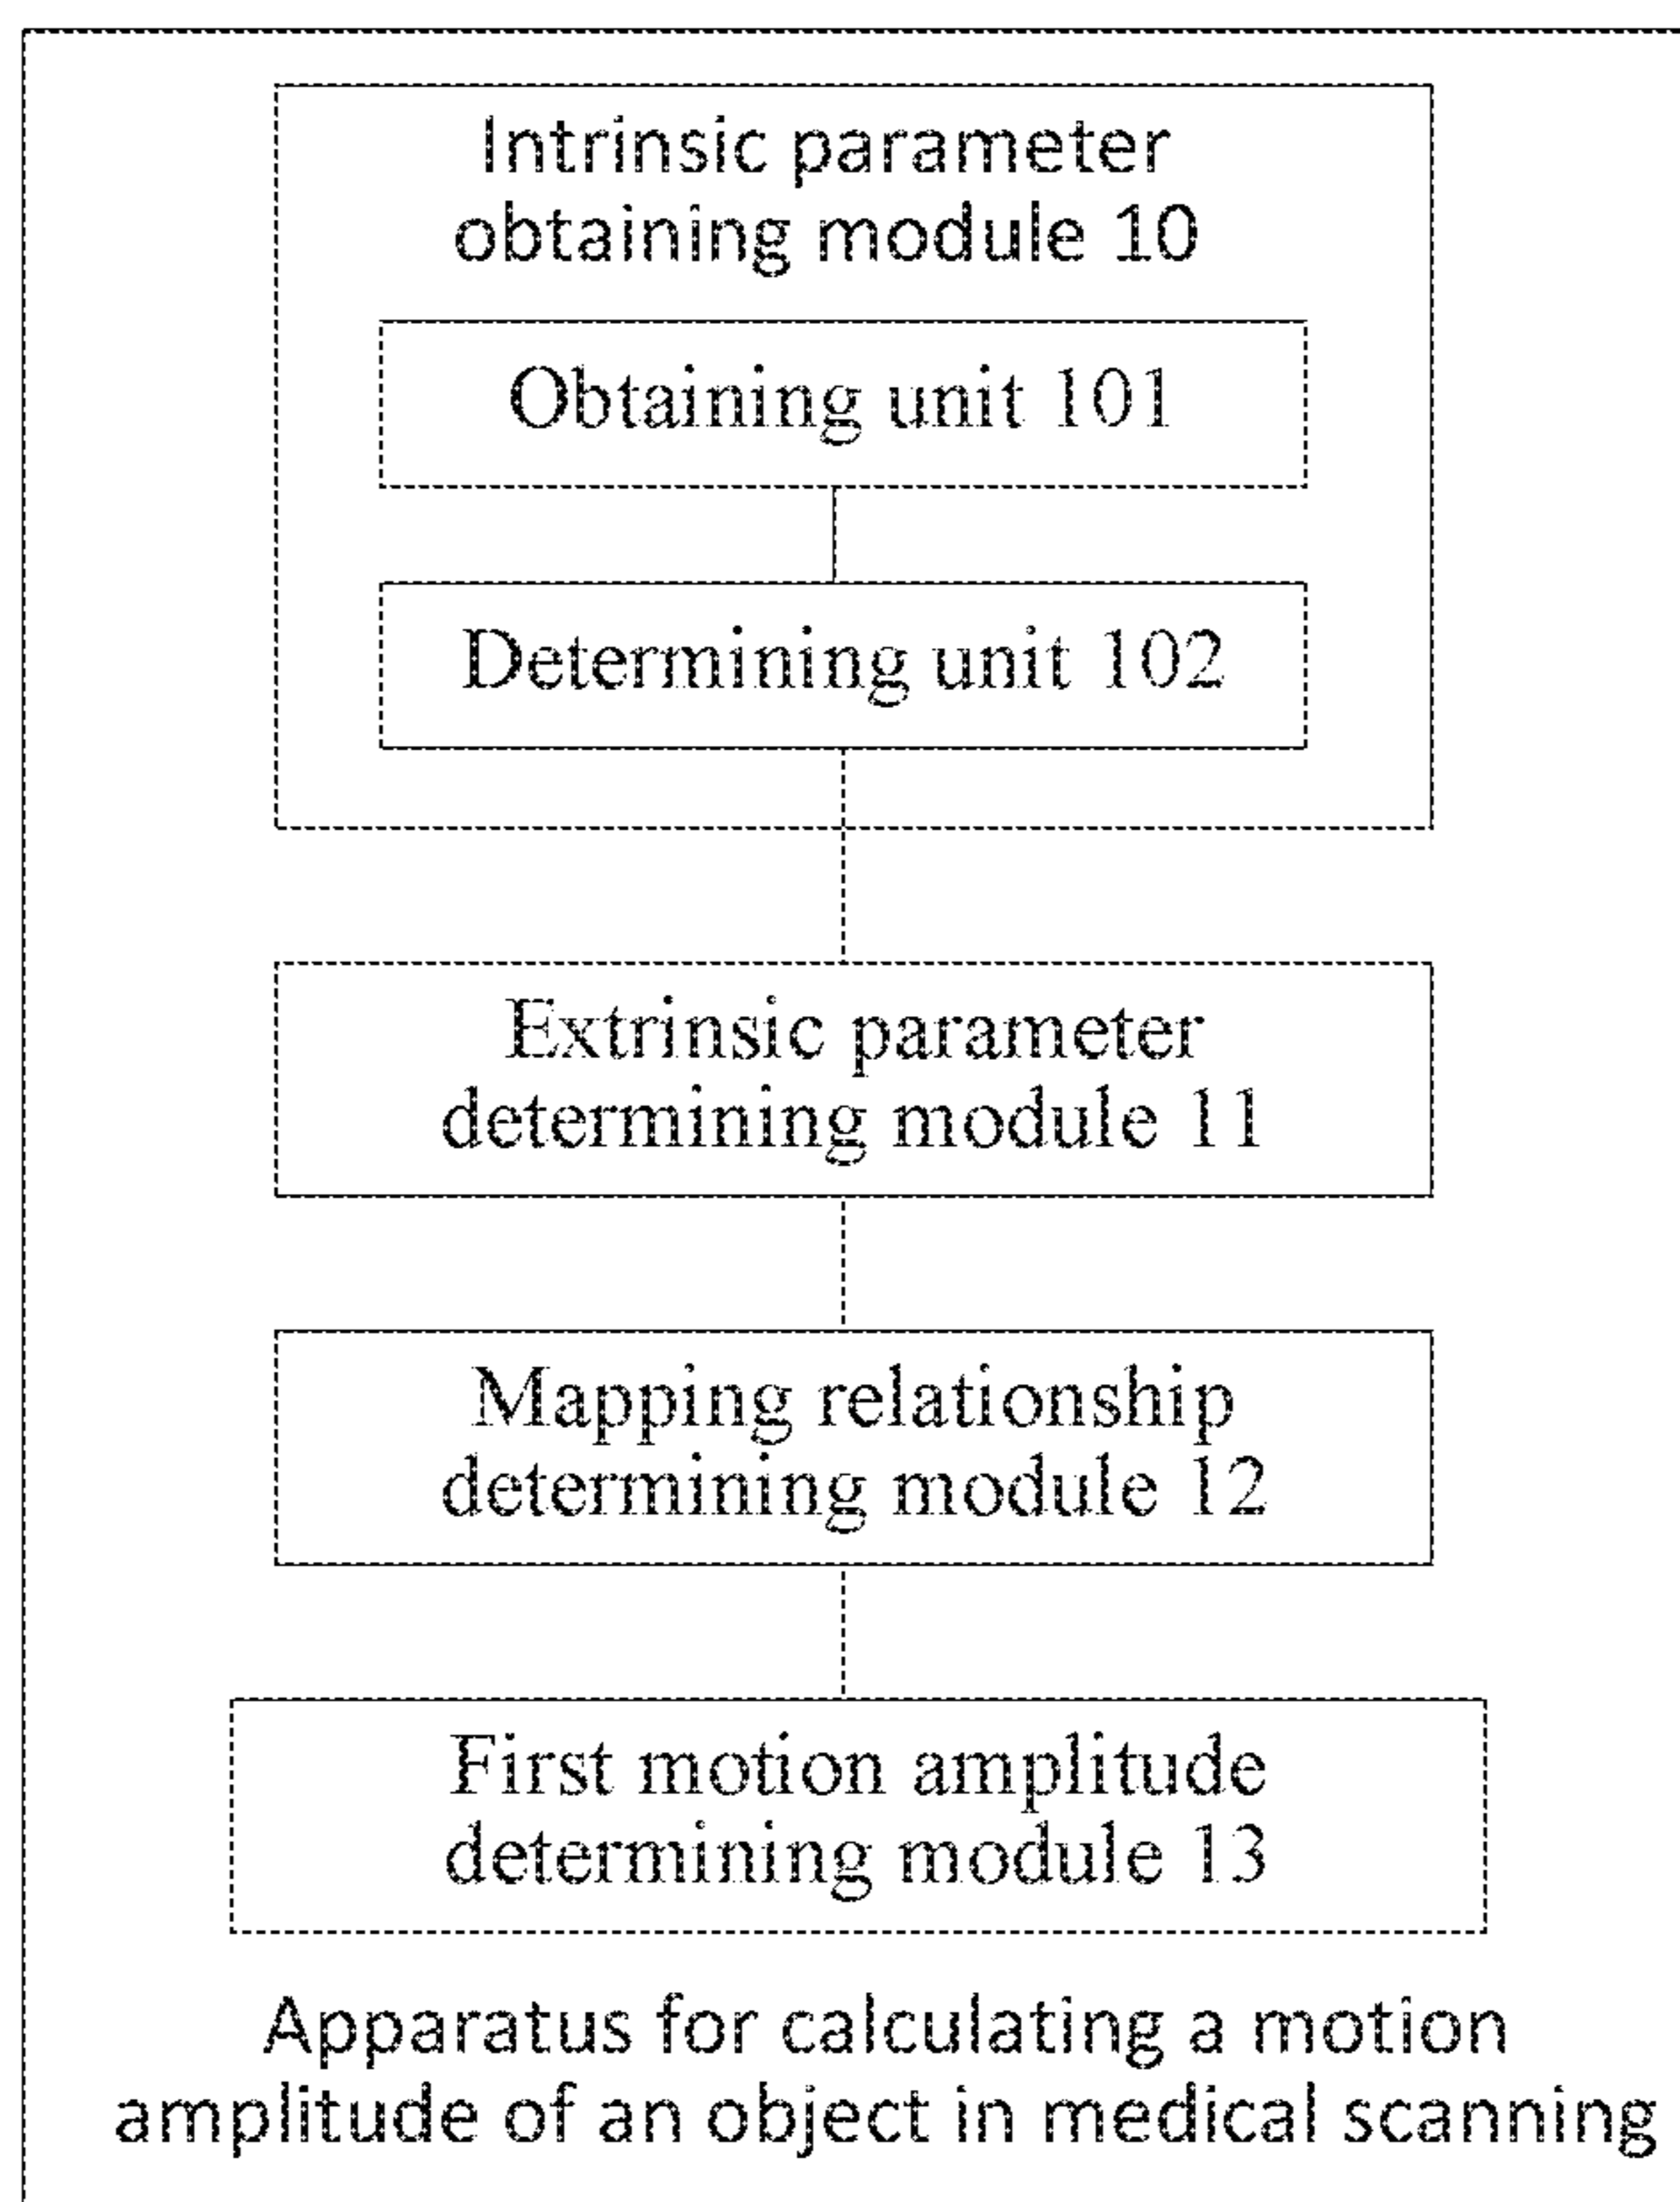 Intrinsic parameter
obtaining module 10
Obtaining unit 101
Determining unit 102
Extrinsic parameter
determining module 11
Mapping relationship
determining module 12
First motion amplitude
determining module 13
Apparatus for calculating a motion
amplitude of an object in medical scanning